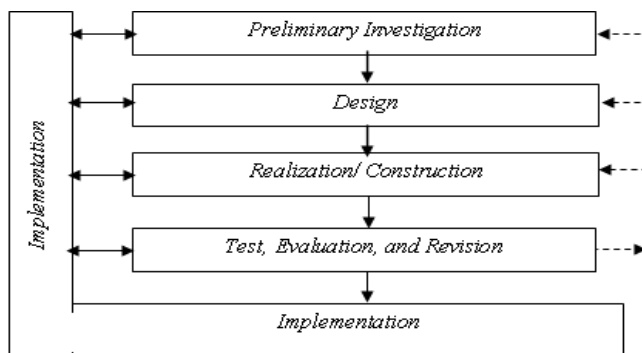 Preliminary Investigation
Design
Realization/ Construction
Test, Evaluation, and Revision
Implementation
Implementation